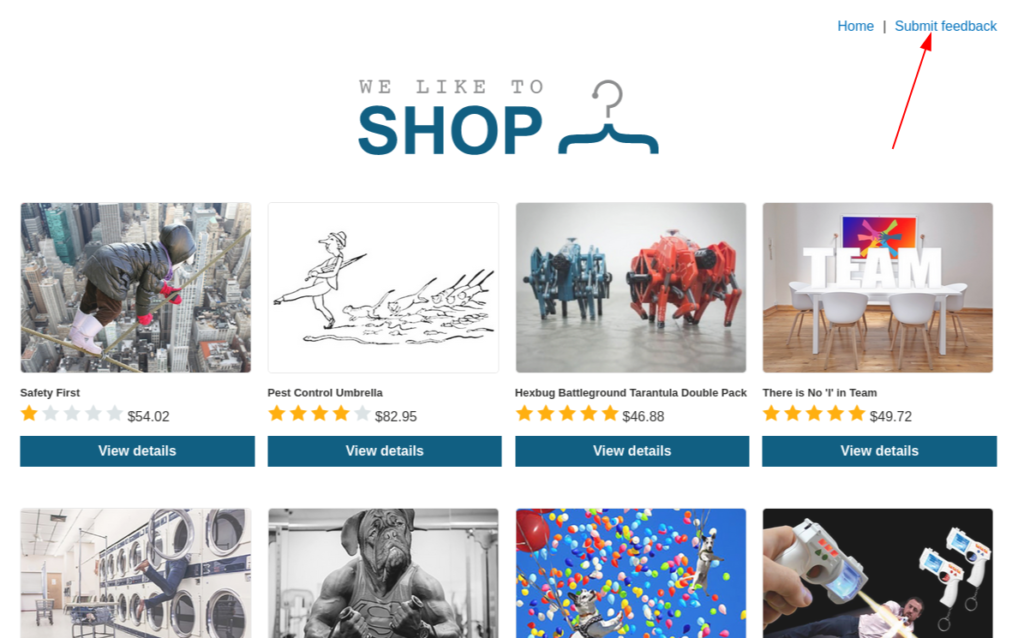 Home | Submit feedback
WE LIKE TO
SHOP
TEAM
Safety First
Pest Control Umbrella
Hexbug Battleground Tarantula Double Pack
There is No 'I' in Team
$54.02
$82.95
$46.88
$49.72
View details
View details
View details
View details